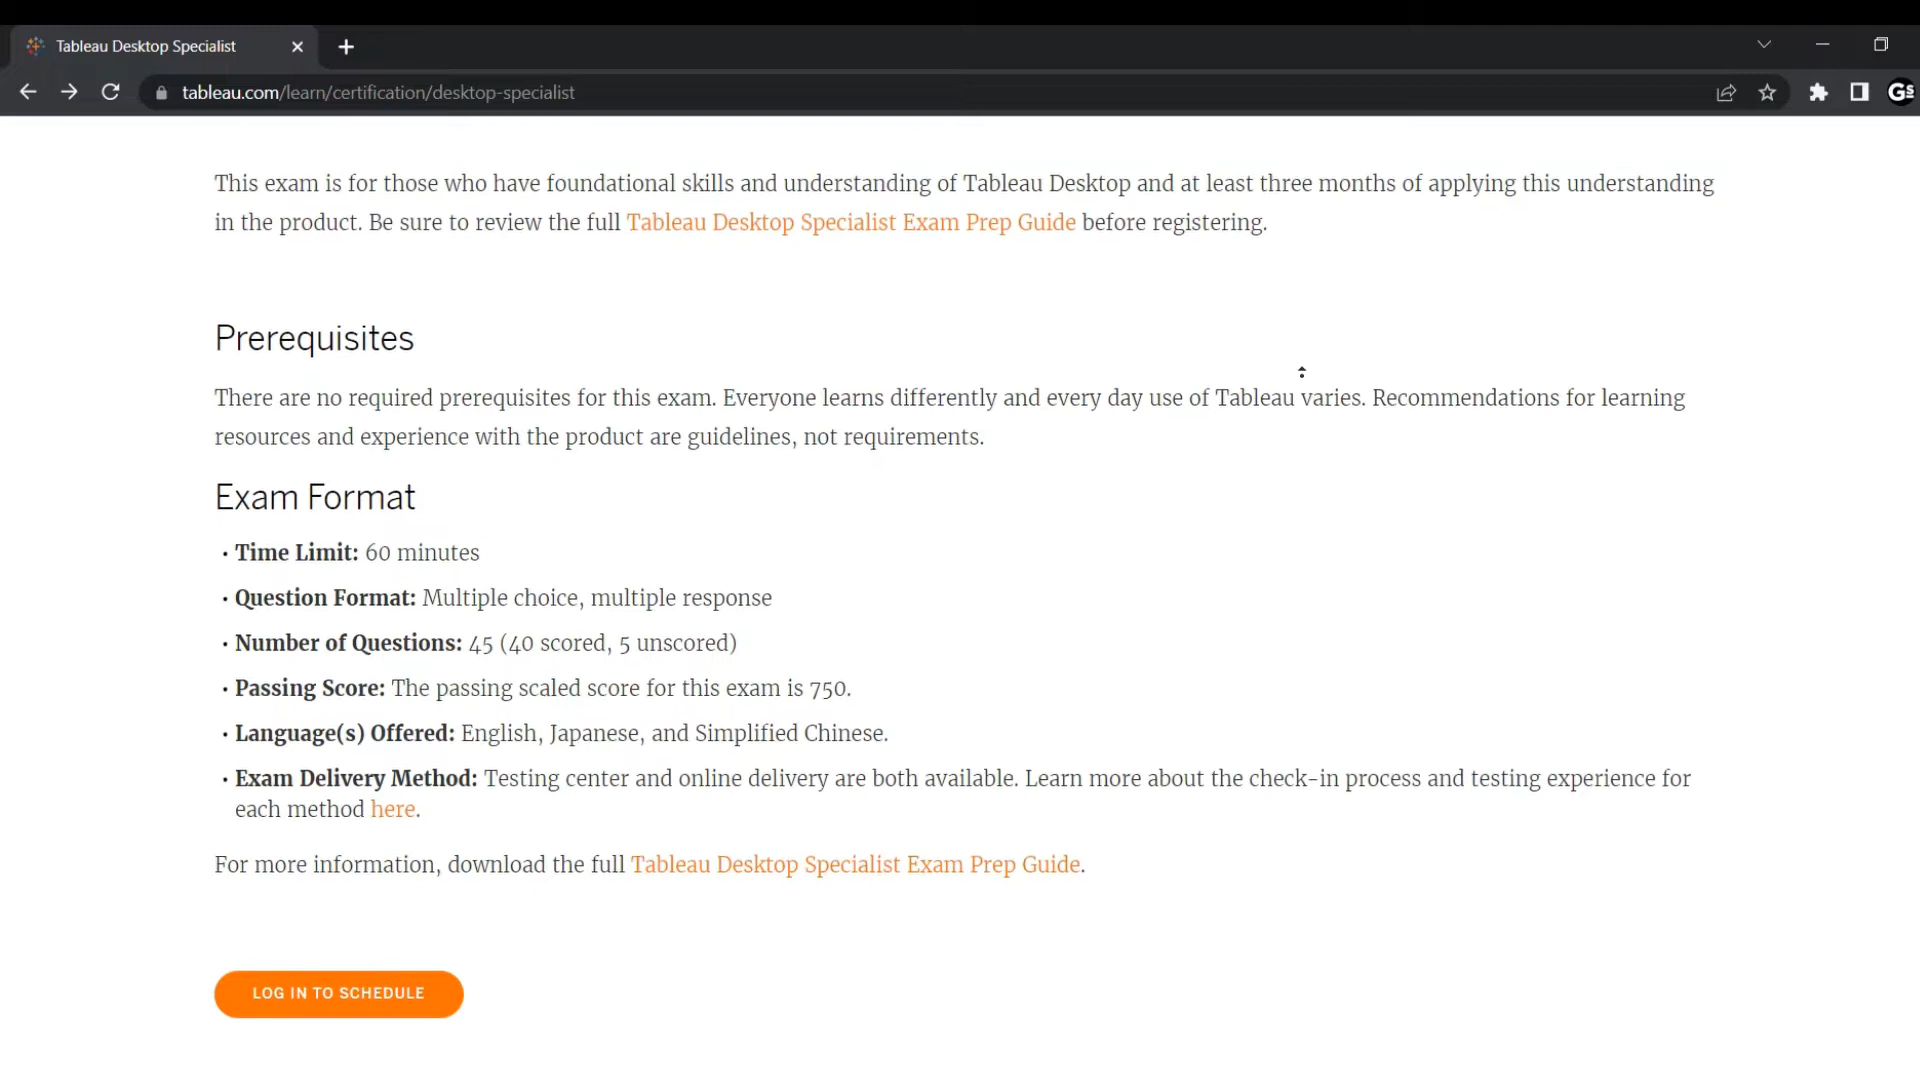 Tableau Desktop Specialist
tableau.com/learn/certification/desktop-specialist
Gs
This exam is for those who have foundational skills and understanding of Tableau Desktop and at least three months of applying this understanding
in the product. Be sure to review the full Tableau Desktop Specialist Exam Prep Guide before registering.
Prerequisites
There are no required prerequisites for this exam. Everyone learns differently and every day use of Tableau varies. Recommendations for learning
resources and experience with the product are guidelines, not requirements.
Exam Format
• Time Limit: 60 minutes
• Question Format: Multiple choice, multiple response
• Number of Questions: 45 (40 scored, 5 unscored)
• Passing Score: The passing scaled score for this exam is 750.
• Language(s) Offered: English, Japanese, and Simplified Chinese.
• Exam Delivery Method: Testing center and online delivery are both available. Learn more about the check-in process and testing experience for
each method here.
For more information, download the full Tableau Desktop Specialist Exam Prep Guide.
LOG IN TO SCHEDULE